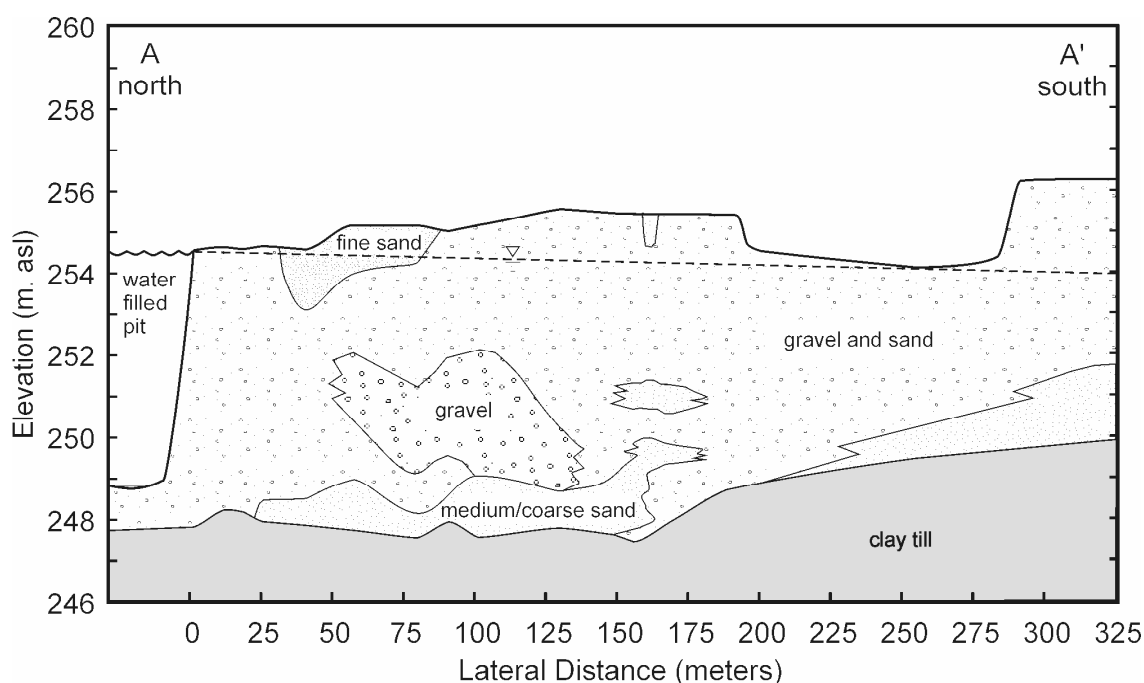 Elevation (m. asl)
260
258
256
254
252
250
248
246
A
north
A'
south
fine sand
water
filled
pit
gravel and sand
gravel
medium/coarse sand
clay till
0 25 50 75 100 125 150 175 200 225 250 275 300 325
Lateral Distance (meters)